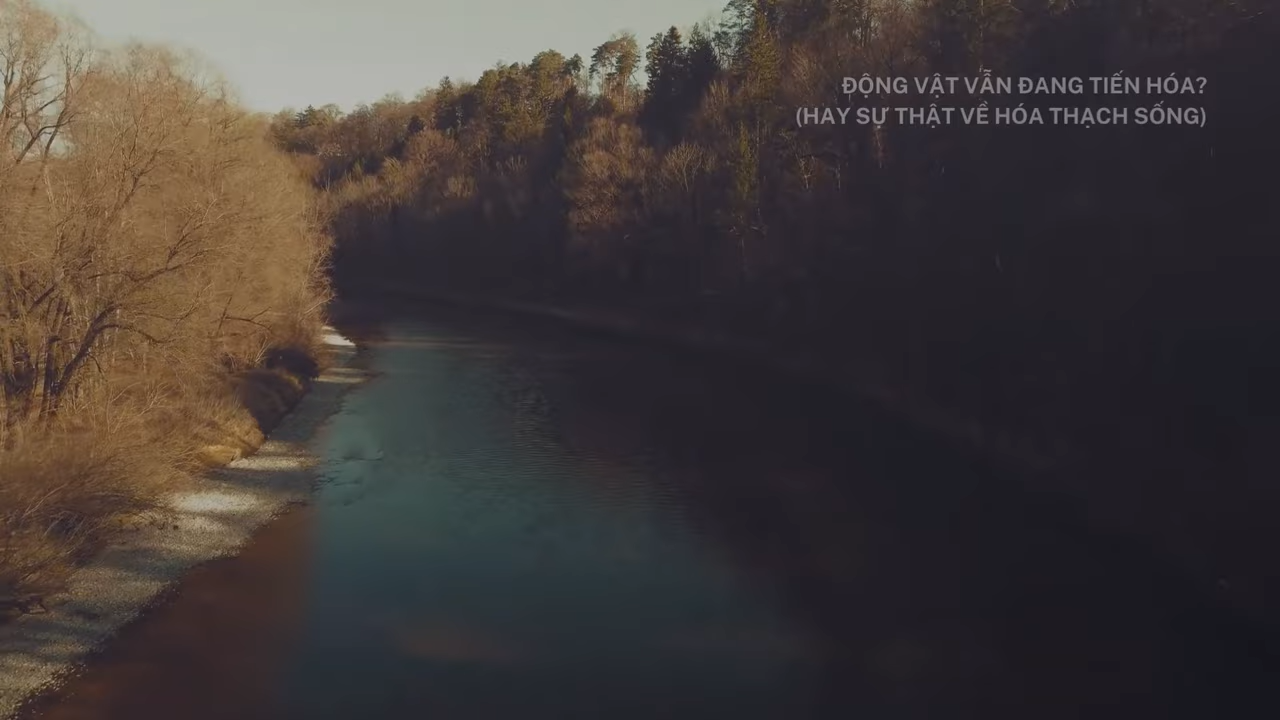 ĐỘNG VẬT VẪN ĐANG TIẾN HÓA?
(HAY SỰ THẬT VỀ HÓA THẠCH SỐNG)